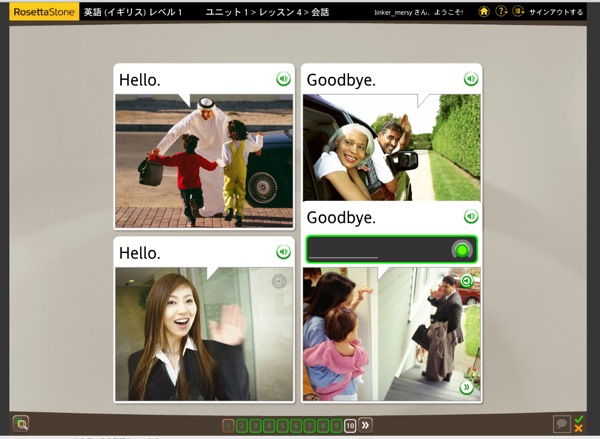 RosettaStone 英語 (イギリス) レベル 1 ユニット 1 > レッスン 4 > 会話 linker_mersy さん、ようこそ! サインアウトする
Hello.
Goodbye.
Goodbye.
Hello.
1 2 3 4 5 6 7 8 9 10